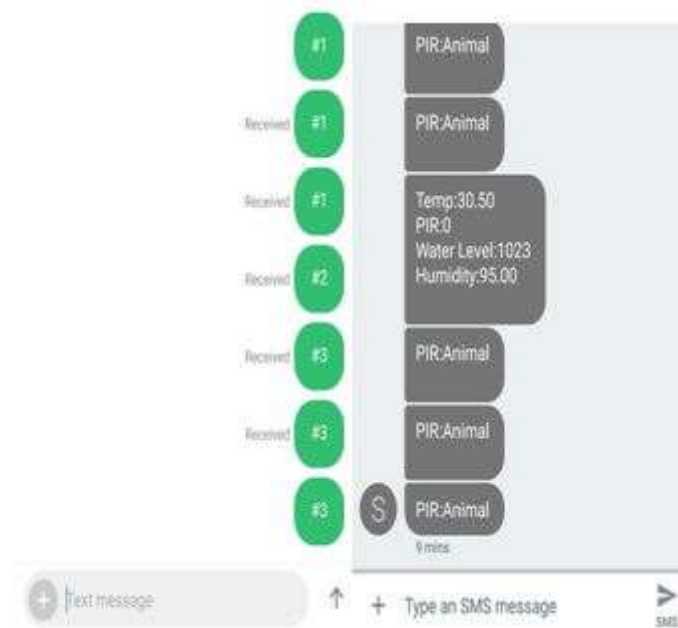 #1
Received #1
Received #1
Received #2
Received #3
Received #3
#3
Text message
PIR:Animal
PIR:Animal
Temp:30.50
PIR:0
Water Level:1023
Humidity:95.00
PIR:Animal
PIR:Animal
S PIR:Animal
9 mins
+ Type an SMS message
SMS